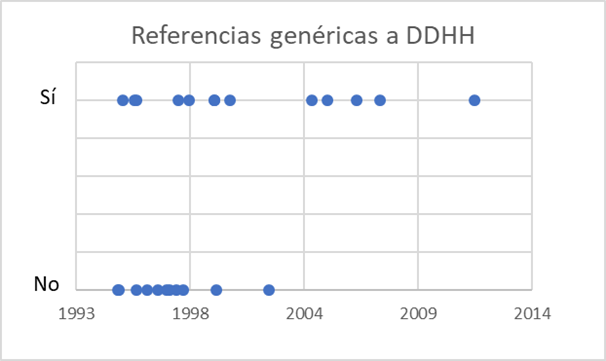 Referencias genéricas a DDHH
Sí
No
1993 1998 2004 2009 2014